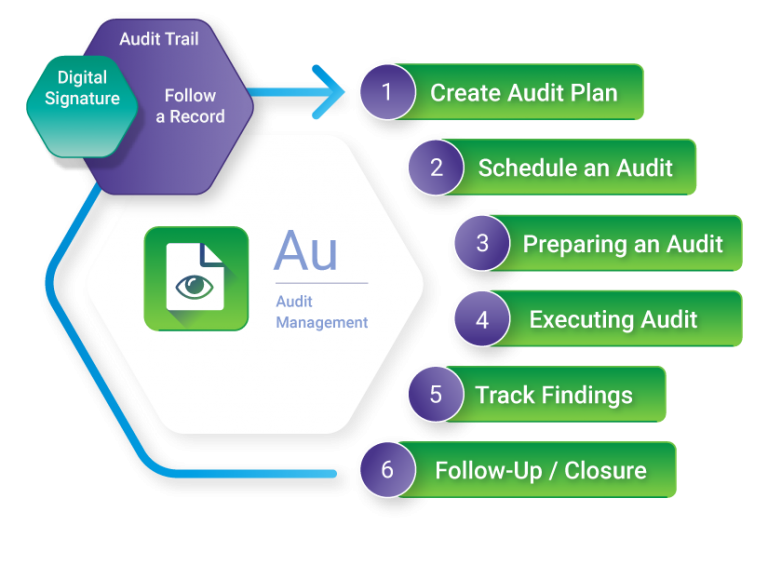 Audit Trail
Digital
Signature
Follow
a Record
1 Create Audit Plan
2 Schedule an Audit
3 Preparing an Audit
4 Executing Audit
5 Track Findings
6 Follow-Up / Closure
Au
Audit
Management